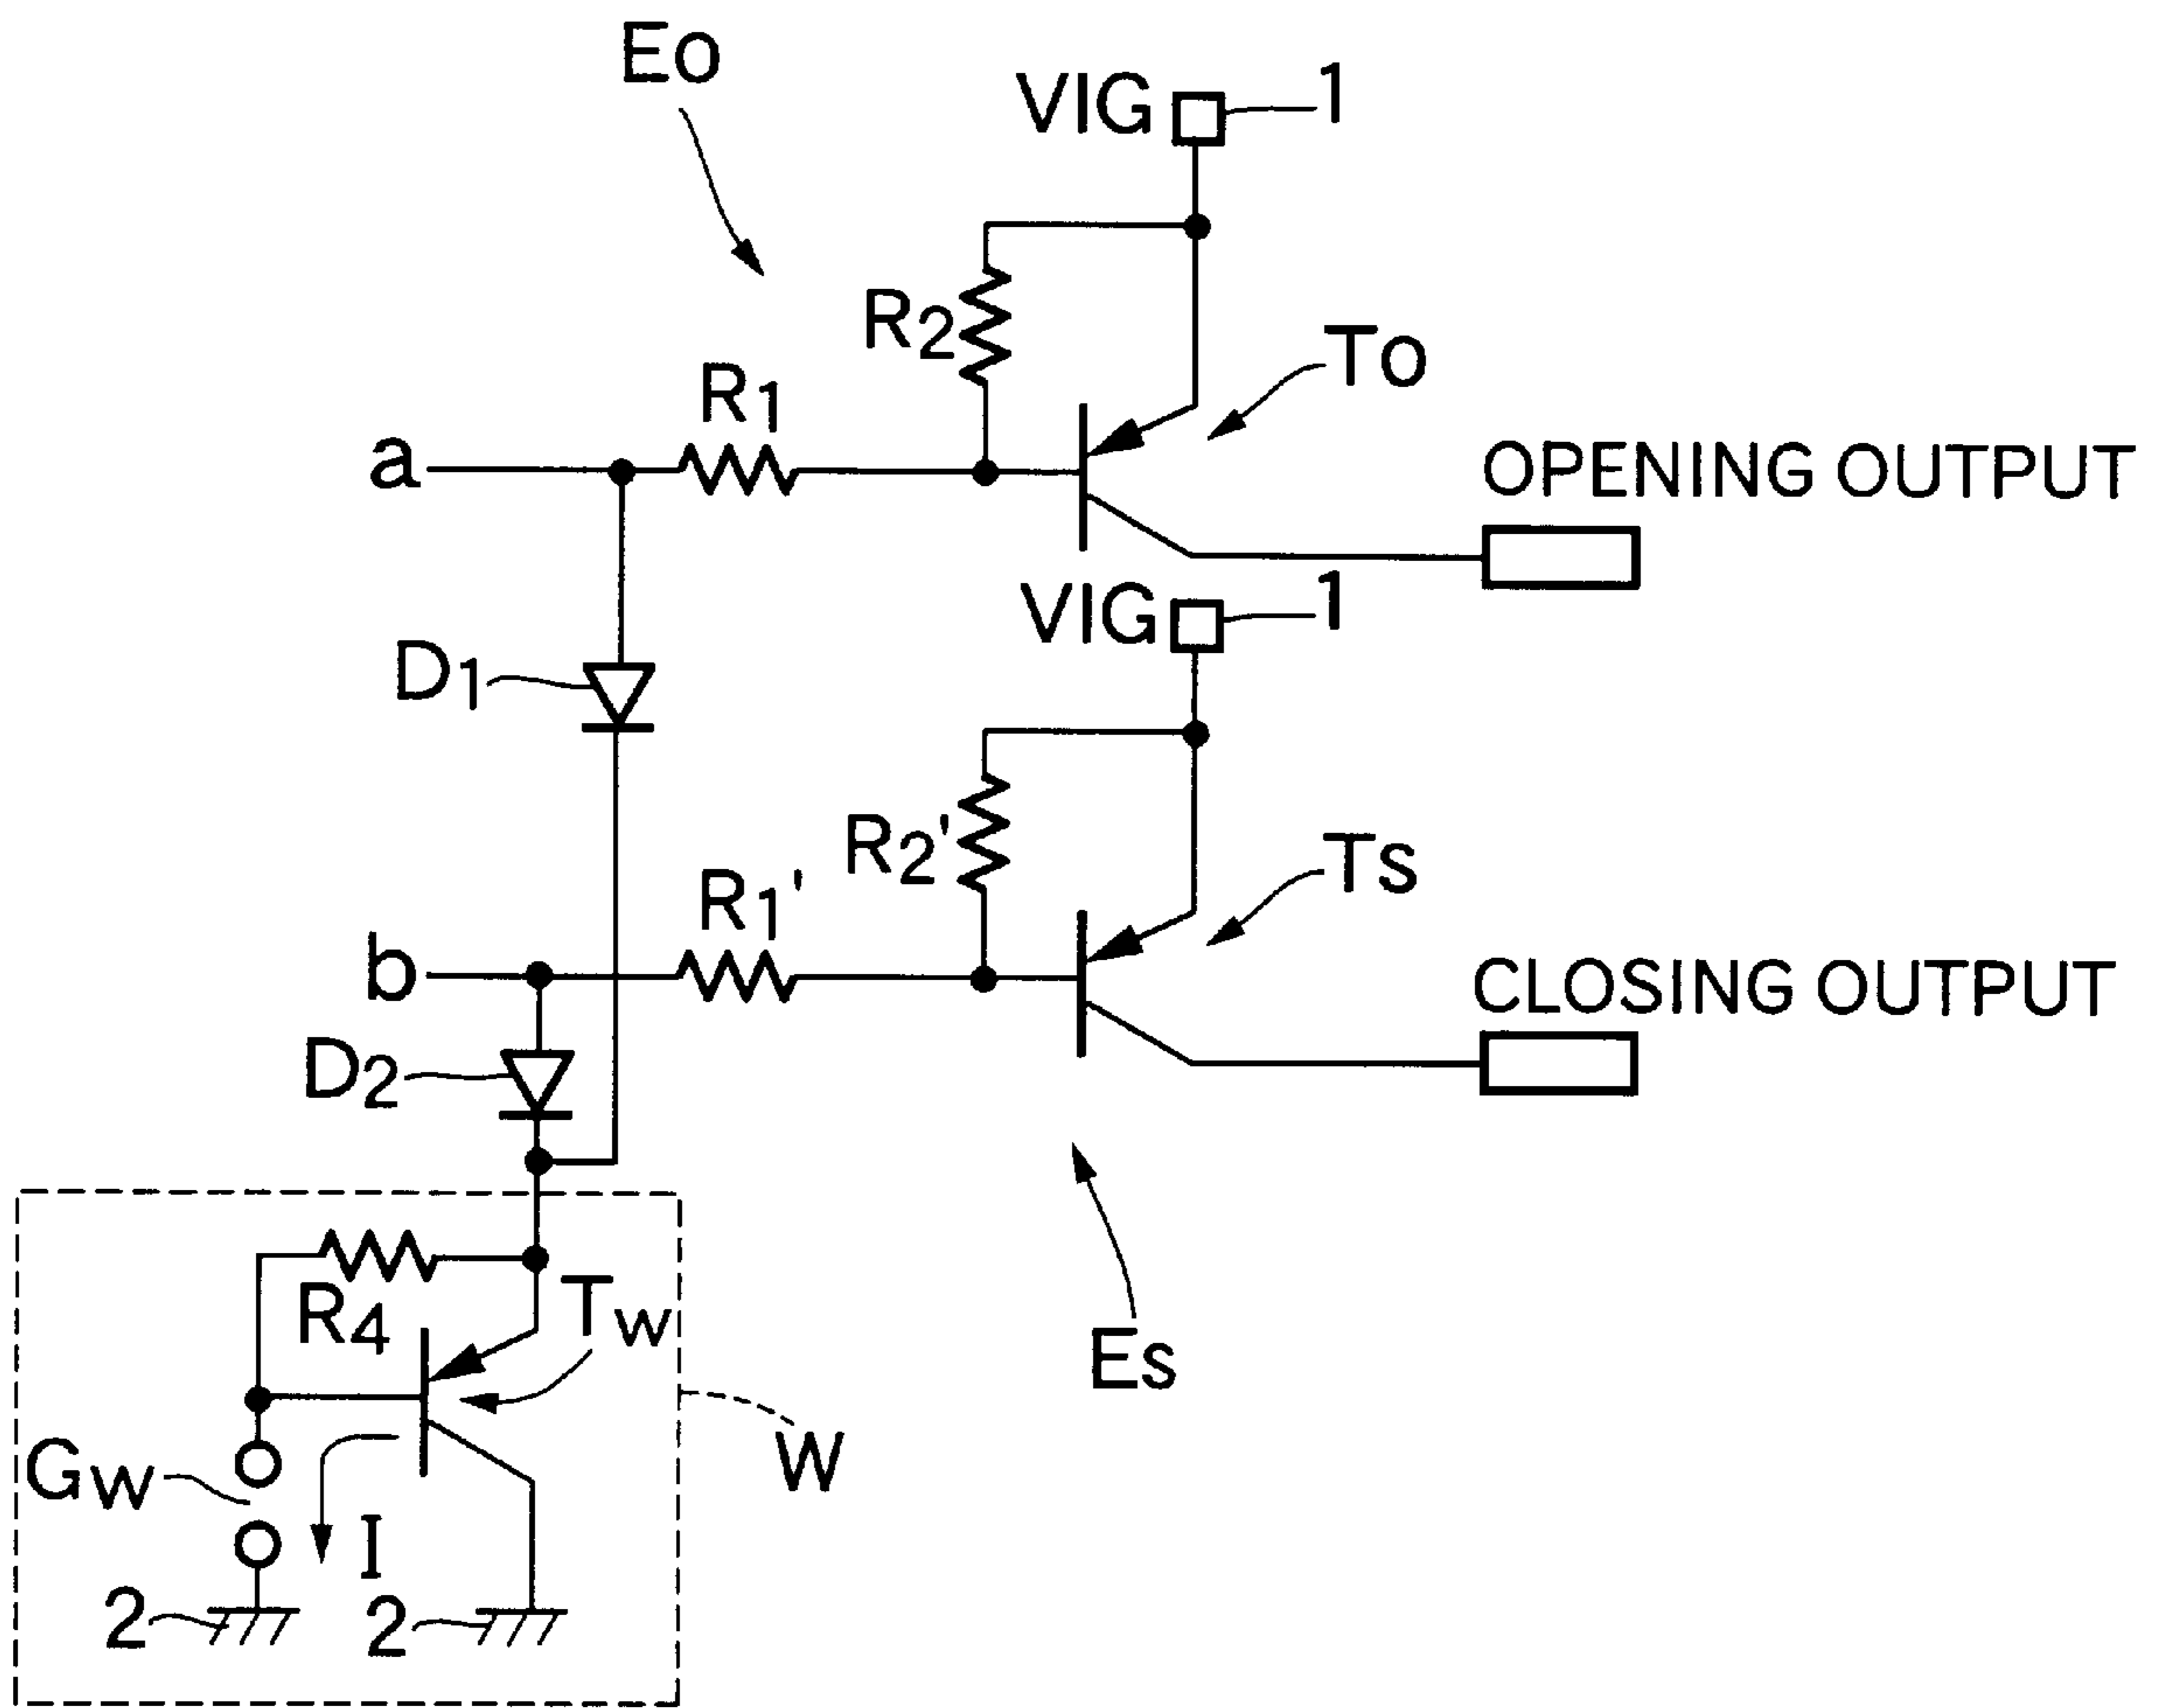 Eo
VIG 1
R2
To
R1
a
OPENING OUTPUT
VIG 1
D1
R2'
Ts
R1'
b
CLOSING OUTPUT
D2
R4
Tw
Es
W
Gw
I
2
2